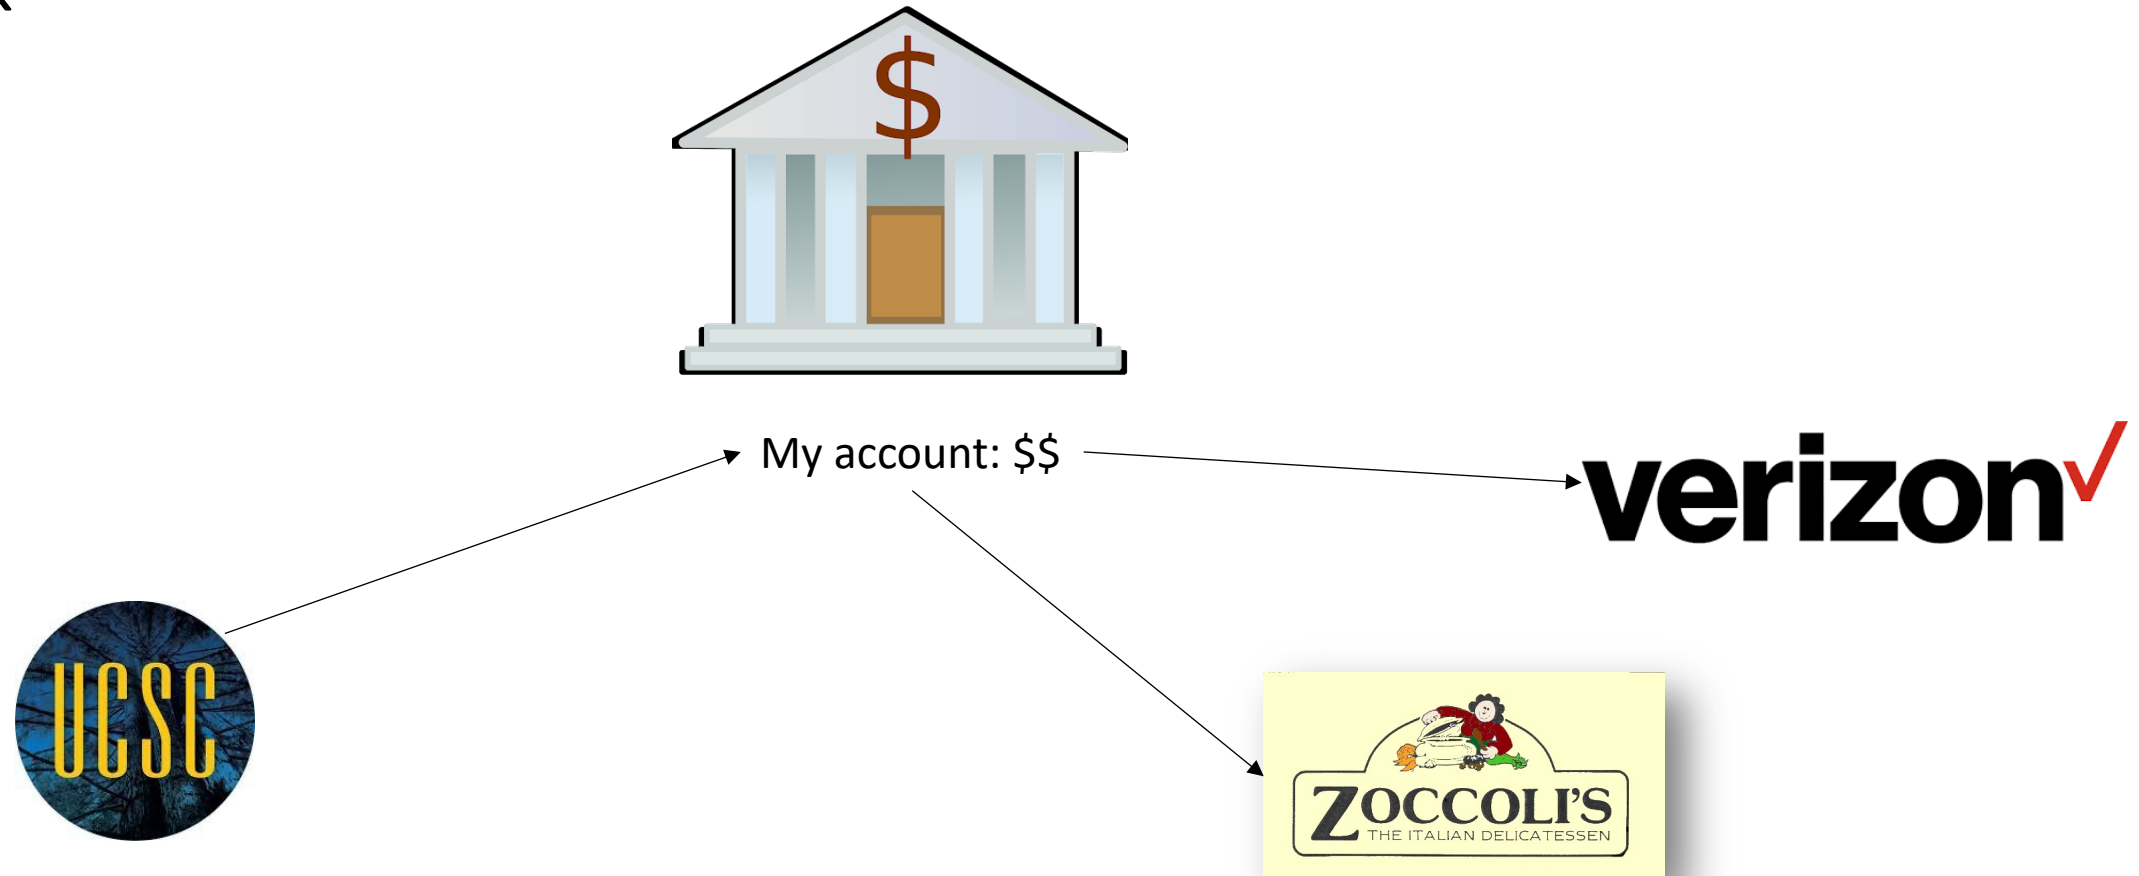 $
My account: $$
verizon
UCSC
ZOCCOLI'S
THE ITALIAN DELICATESSEN